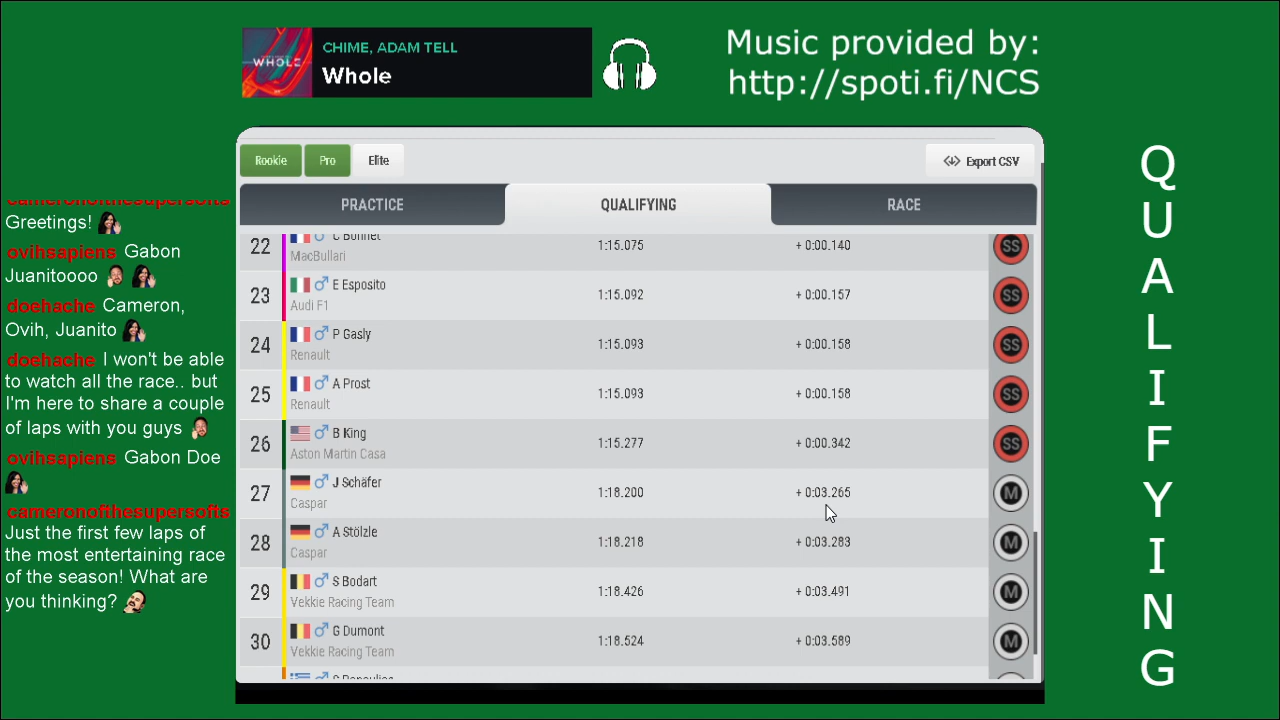 CHIME, ADAM TELL
Whole
WHOLE
Music provided by:
http://spoti.fi/NCS
Rookie
Pro
Elite
Export CSV
PRACTICE
QUALIFYING
RACE
22 C Bonnet 1:15.075 + 0:00.140 SS
MacBullari
23 E Esposito 1:15.092 + 0:00.157 SS
Audi F1
24 P Gasly 1:15.093 + 0:00.158 SS
Renault
25 A Prost 1:15.093 + 0:00.158 SS
Renault
26 B King 1:15.277 + 0:00.342 SS
Aston Martin Casa
27 J Schäfer 1:18.200 + 0:03.265 M
Caspar
28 A Stölzle 1:18.218 + 0:03.283 M
Caspar
29 S Bodart 1:18.426 + 0:03.491 M
Vekkie Racing Team
30 G Dumont 1:18.524 + 0:03.589 M
Vekkie Racing Team
cameronofthesupersofts
Greetings!
ovihsapiens Gabon
Juanitoooo
doehache Cameron,
Ovih, Juanito
doehache I won't be able
to watch all the race.. but
I'm here to share a couple
of laps with you guys
ovihsapiens Gabon Doe
cameronofthesupersofts
Just the first few laps of
the most entertaining race
of the season! What are
you thinking?
QUALIFYING